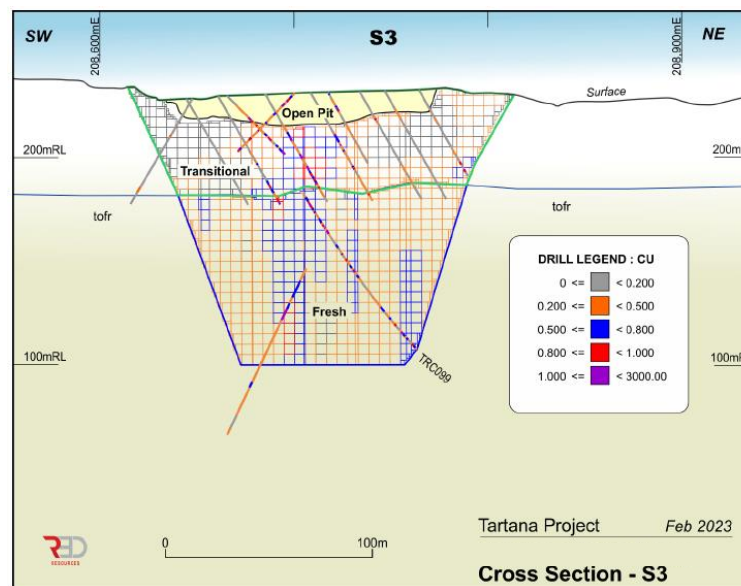 SW
208,600mE
S3
208,900mE
NE
Surface
Open Pit
200mRL
Transitional
200m
tofr
tofr
DRILL LEGEND : CU
0 <= < 0.200
0.200 <= < 0.500
0.500 <= < 0.800
0.800 <= < 1.000
1.000 <= < 3000.00
Fresh
100mRL
TRC099
100m
RED
RESOURCES
0 100m
Tartana Project Feb 2023
Cross Section - S3